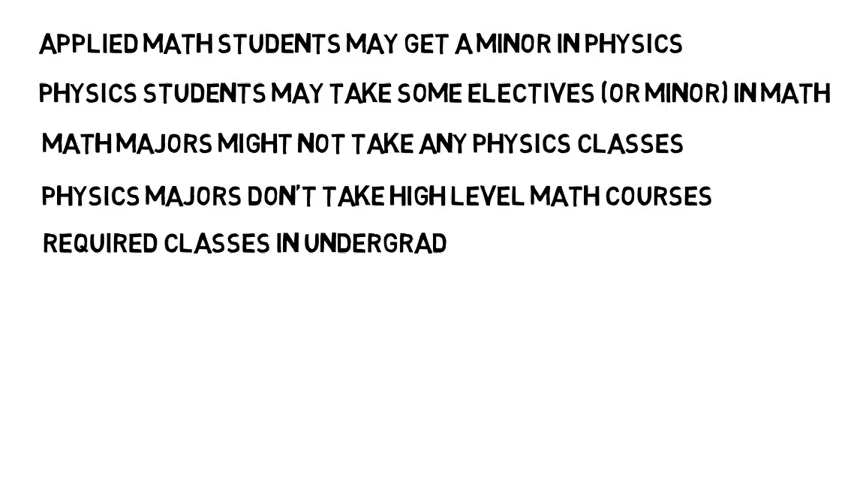 APPLIED MATH STUDENTS MAY GET A MINOR IN PHYSICS
PHYSICS STUDENTS MAY TAKE SOME ELECTIVES (OR MINOR) IN MATH
MATH MAJORS MIGHT NOT TAKE ANY PHYSICS CLASSES
PHYSICS MAJORS DON'T TAKE HIGH LEVEL MATH COURSES
REQUIRED CLASSES IN UNDERGRAD